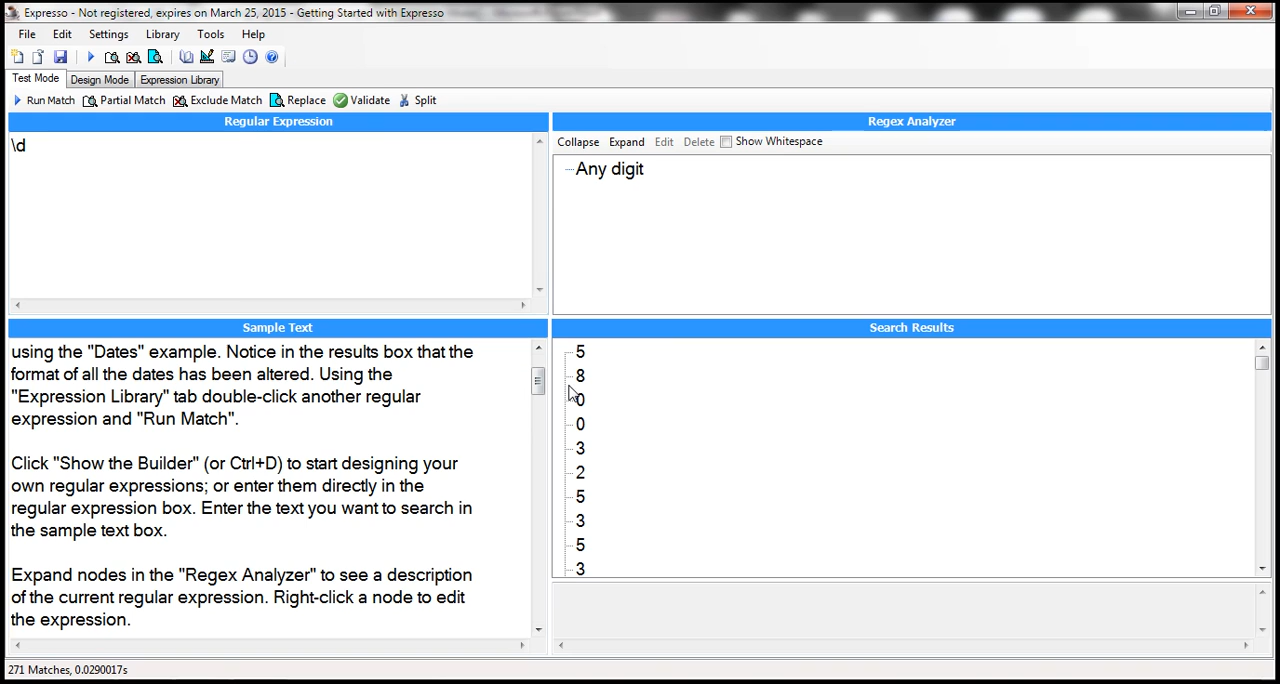 Expresso - Not registered, expires on March 25, 2015 - Getting Started with Expresso
File Edit Settings Library Tools Help
Test Mode Design Mode Expression Library
Run Match Partial Match Exclude Match Replace Validate Split
Regular Expression
\d
Regex Analyzer
Collapse Expand Edit Delete Show Whitespace
Any digit
Sample Text
using the "Dates" example. Notice in the results box that the
format of all the dates has been altered. Using the
"Expression Library" tab double-click another regular
expression and "Run Match".
Click "Show the Builder" (or Ctrl+D) to start designing your
own regular expressions; or enter them directly in the
regular expression box. Enter the text you want to search in
the sample text box.
Expand nodes in the "Regex Analyzer" to see a description
of the current regular expression. Right-click a node to edit
the expression.
Search Results
5
8
0
0
3
2
5
3
5
3
271 Matches, 0.0290017s